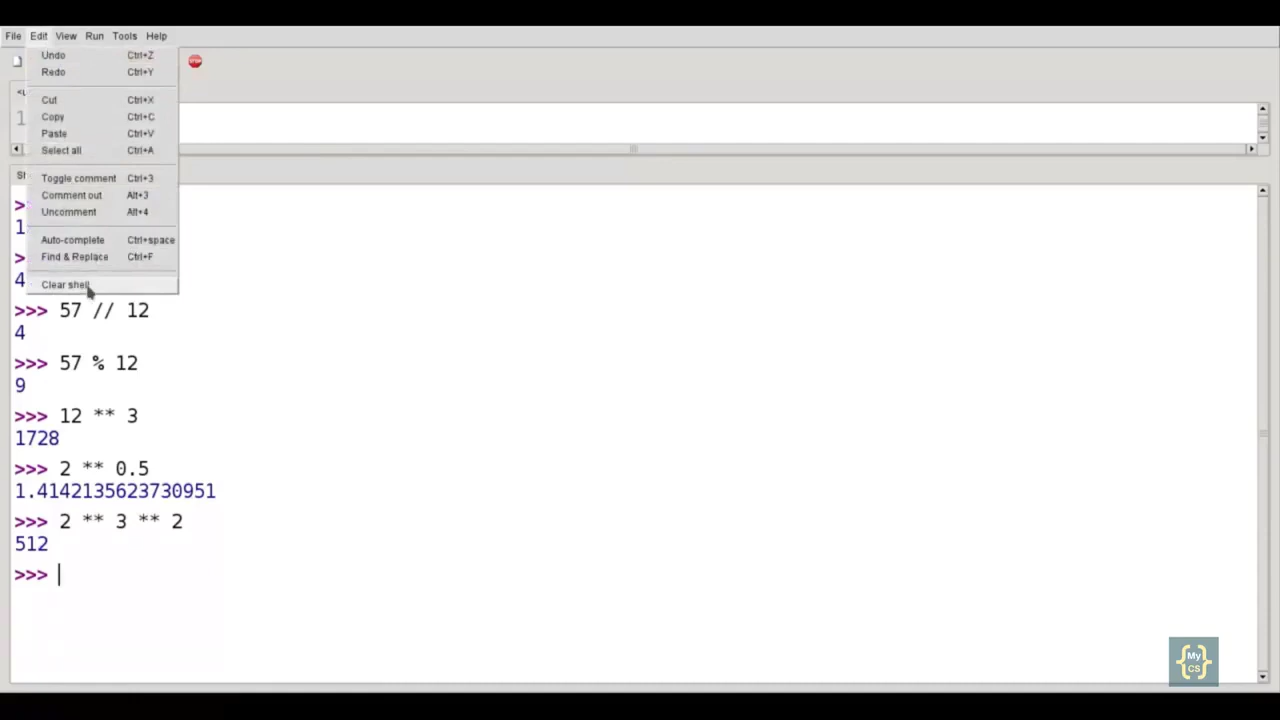 File Edit View Run Tools Help
Undo Ctrl+Z
Redo Ctrl+Y
Cut Ctrl+X
Copy Ctrl+C
Paste Ctrl+V
Select all Ctrl+A
Toggle comment Ctrl+3
Comment out Alt+3
Uncomment Alt+4
Auto-complete Ctrl+space
Find & Replace Ctrl+F
Clear shell
1
>>> 57 // 12
4
>>> 57 % 12
9
>>> 12 ** 3
1728
>>> 2 ** 0.5
1.4142135623730951
>>> 2 ** 3 ** 2
512
>>>
{My
CS}